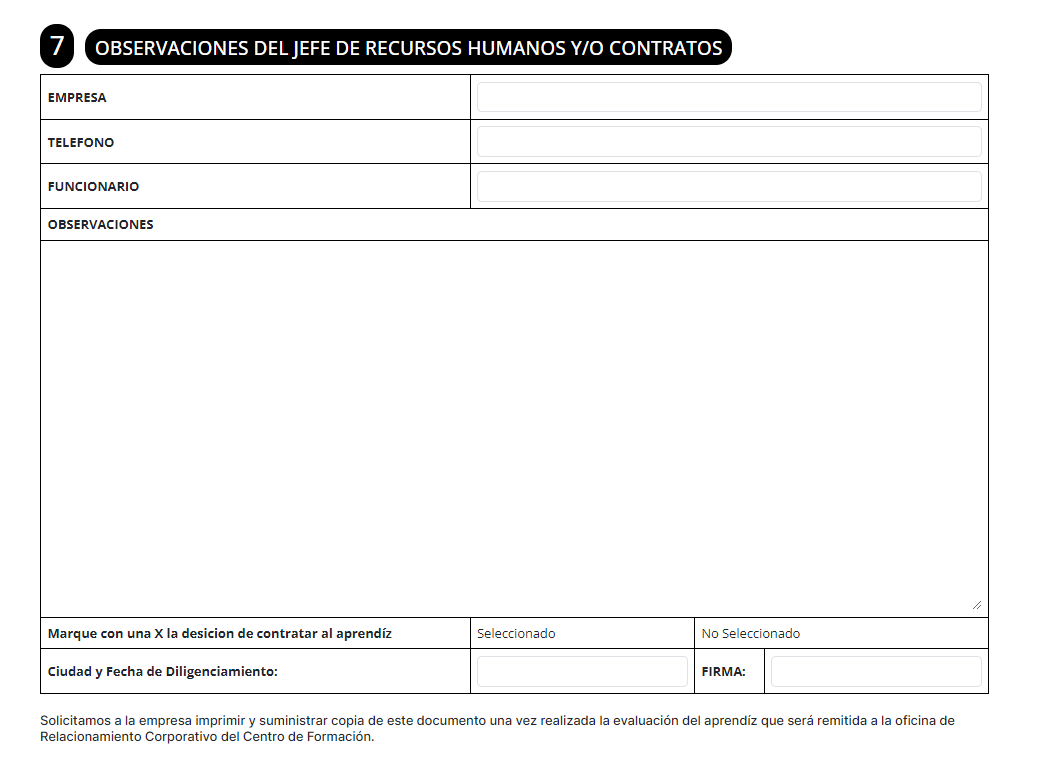 7 OBSERVACIONES DEL JEFE DE RECURSOS HUMANOS Y/O CONTRATOS
EMPRESA
TELEFONO
FUNCIONARIO
OBSERVACIONES
Marque con una X la desicion de contratar al aprendíz Seleccionado No Seleccionado
Ciudad y Fecha de Diligenciamiento: FIRMA:
Solicitamos a la empresa imprimir y suministrar copia de este documento una vez realizada la evaluación del aprendíz que será remitida a la oficina de
Relacionamiento Corporativo del Centro de Formación.